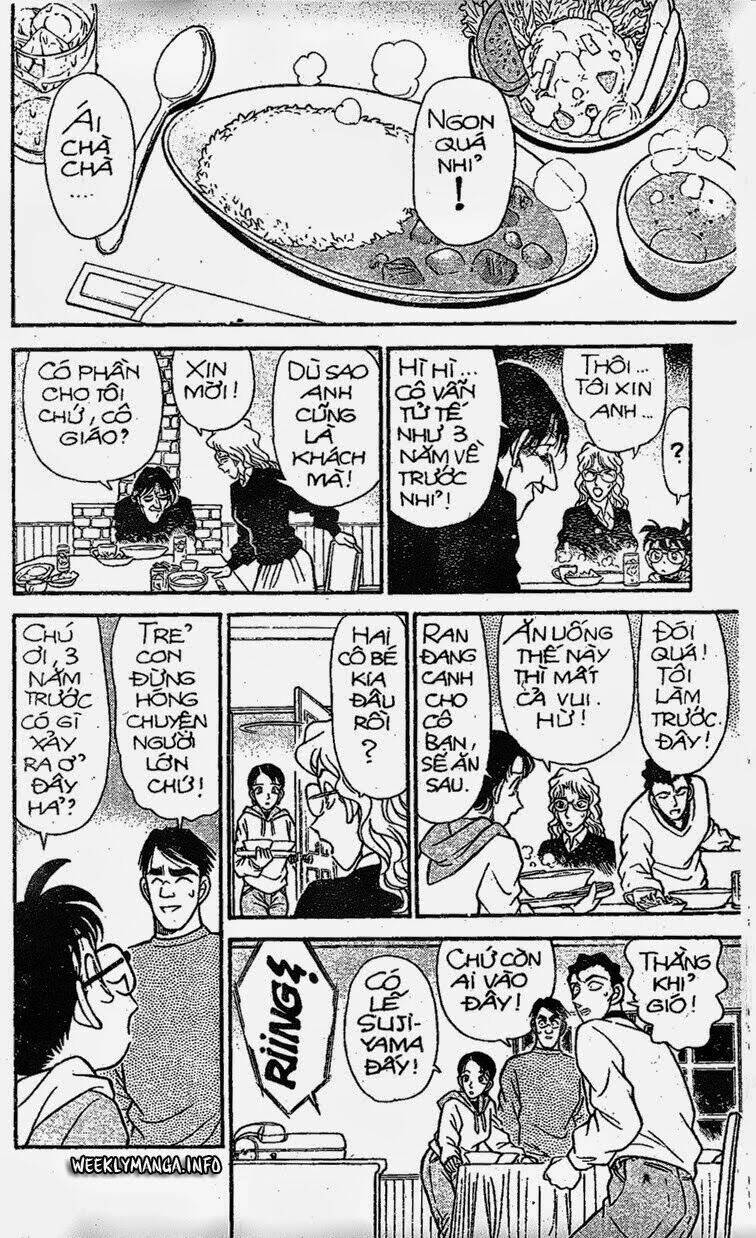 ÁI
CHÀ
CHÀ
....
NGON
QUÁ
NHỈ
!
CÓ PHẦN
CHO TÔI
CHỨ, CÔ
GIÁO?
XIN
MỜI!
DÙ SAO
ANH
CŨNG
LÀ
KHÁCH
MÀ!
HÌ HÌ...
CÔ VẪN
TỬ TẾ
NHƯ 3
NĂM VỀ
TRƯỚC
NHỈ!
THÔI...
TÔI XIN
ANH...
?
CHÚ
ƠI, 3
NĂM
TRƯỚC
CÓ GÌ
XẢY
RA Ở
ĐÂY
HẢ?
TRẺ
CON
ĐỪNG
HÓNG
CHUYỆN
NGƯỜI
LỚN
CHỨ!
HAI
CÔ BÉ
KIA
ĐÂU
RỒI
?
RAN
ĐANG
CANH
CHO
CÔ
BẠN,
SẼ ĂN
SAU.
ĂN UỐNG
THẾ NÀY
THÌ MẤT
CẢ VUI.
HỪ!
ĐÓI
QUÁ!
TÔI
LÀM
TRƯỚC
ĐÂY!
RIING
CÓ
LẼ
SUJI-
YAMA
ĐẤY!
CHỨ CÒN
AI VÀO
ĐÂY!
THẰNG
KHỈ
GIÓ!
WEEKLYMANGA.INFO